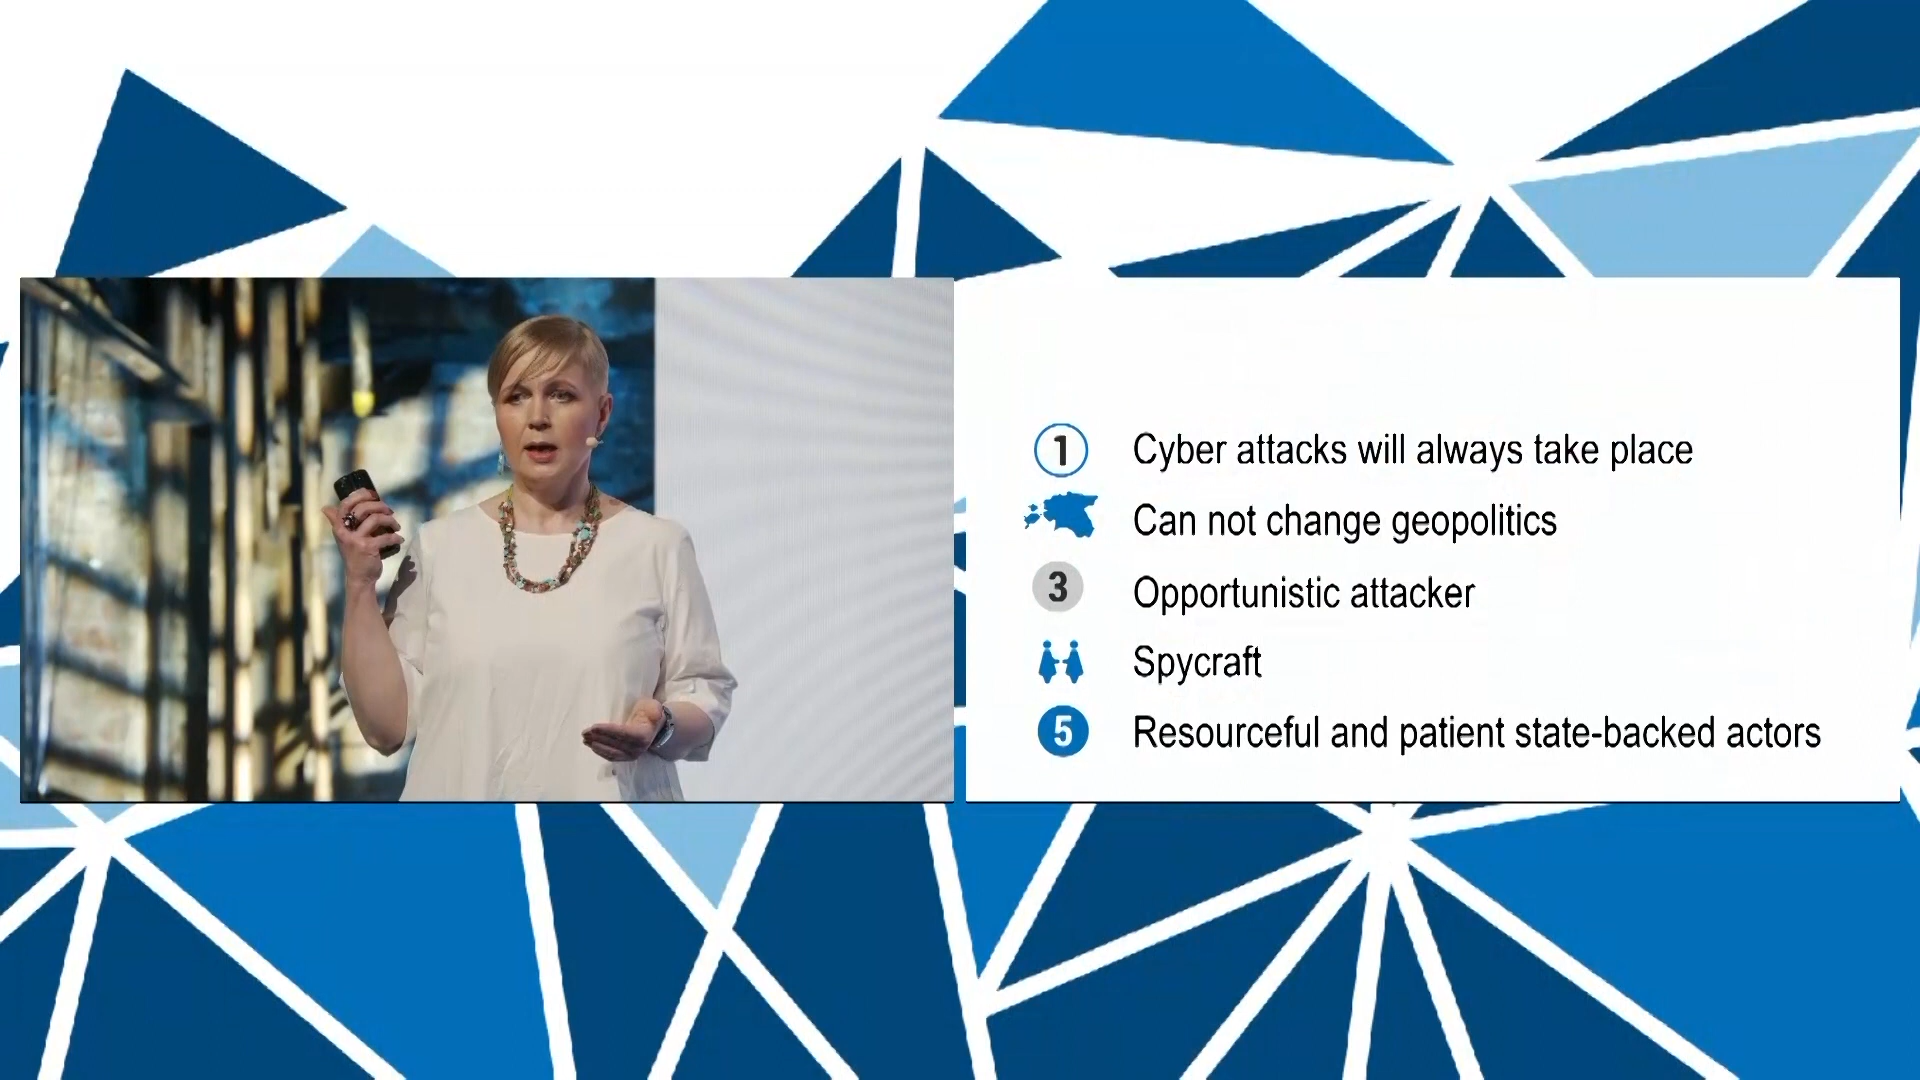 1 Cyber attacks will always take place
Can not change geopolitics
3 Opportunistic attacker
Spycraft
5 Resourceful and patient state-backed actors